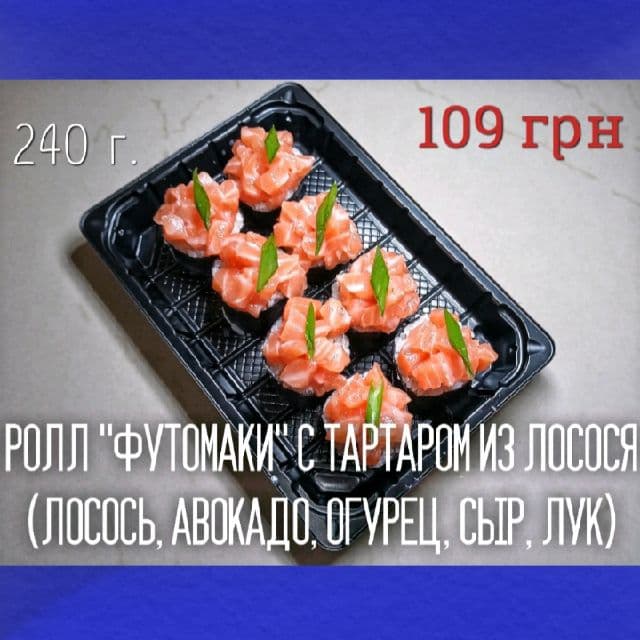 240 г.
109 грн
РОЛЛ "ФУТОМАКИ" С ТАРТАРОМ ИЗ ЛОСОСЯ
(ЛОСОСЬ, АВОКАДО, ОГУРЕЦ, СЫР, ЛУК)